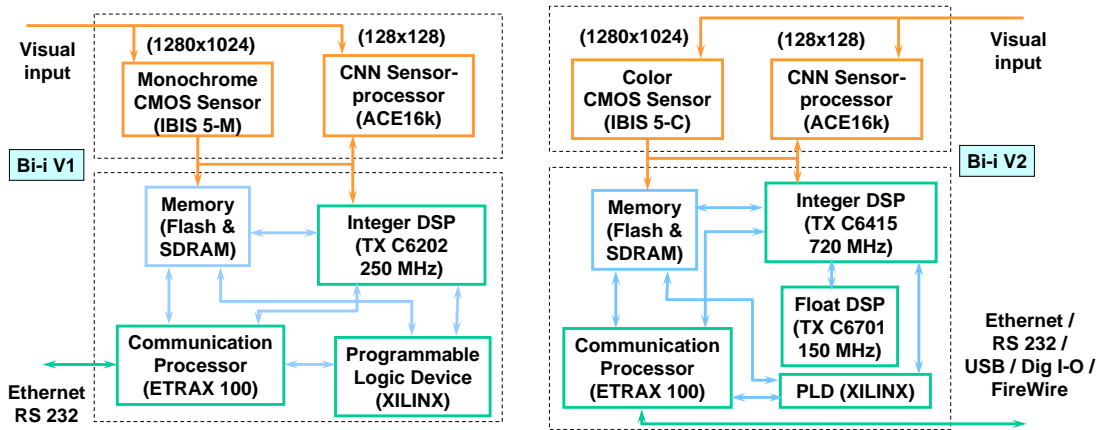 Visual
input
(1280x1024)
(128x128)
Monochrome
CMOS Sensor
(IBIS 5-M)
CNN Sensor-
processor
(ACE16k)
Bi-i V1
Memory
(Flash &
SDRAM)
Integer DSP
(TX C6202
250 MHz)
Communication
Processor
(ETRAX 100)
Programmable
Logic Device
(XILINX)
Ethernet
RS 232
(1280x1024)
(128x128)
Visual
input
Color
CMOS Sensor
(IBIS 5-C)
CNN Sensor-
processor
(ACE16k)
Bi-i V2
Memory
(Flash &
SDRAM)
Integer DSP
(TX C6415
720 MHz)
Float DSP
(TX C6701
150 MHz)
Communication
Processor
(ETRAX 100)
PLD (XILINX)
Ethernet /
RS 232 /
USB / Dig I-O /
FireWire